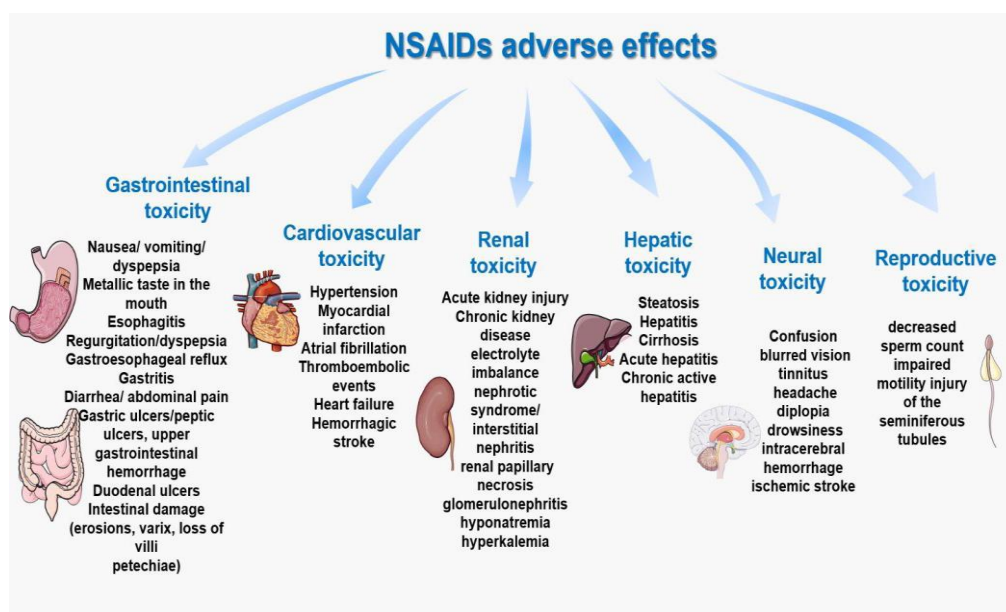 NSAIDs adverse effects
Gastrointestinal
toxicity
Nausea/ vomiting/
dyspepsia
Metallic taste in the
mouth
Esophagitis
Regurgitation/dyspepsia
Gastroesophageal reflux
Gastritis
Diarrhea/ abdominal pain
Gastric ulcers/peptic
ulcers, upper
gastrointestinal
hemorrhage
Duodenal ulcers
Intestinal damage
(erosions, varix, loss of
villi
petechiae)
Cardiovascular
toxicity
Hypertension
Myocardial
infarction
Atrial fibrillation
Thromboembolic
events
Heart failure
Hemorrhagic
stroke
Renal
toxicity
Acute kidney injury
Chronic kidney
disease
electrolyte
imbalance
nephrotic
syndrome/
interstitial
nephritis
renal papillary
necrosis
glomerulonephritis
hyponatremia
hyperkalemia
Hepatic
toxicity
Steatosis
Hepatitis
Cirrhosis
Acute hepatitis
Chronic active
hepatitis
Neural
toxicity
Confusion
blurred vision
tinnitus
headache
diplopia
drowsiness
intracerebral
hemorrhage
ischemic stroke
Reproductive
toxicity
decreased
sperm count
impaired
motility injury
of the
seminiferous
tubules